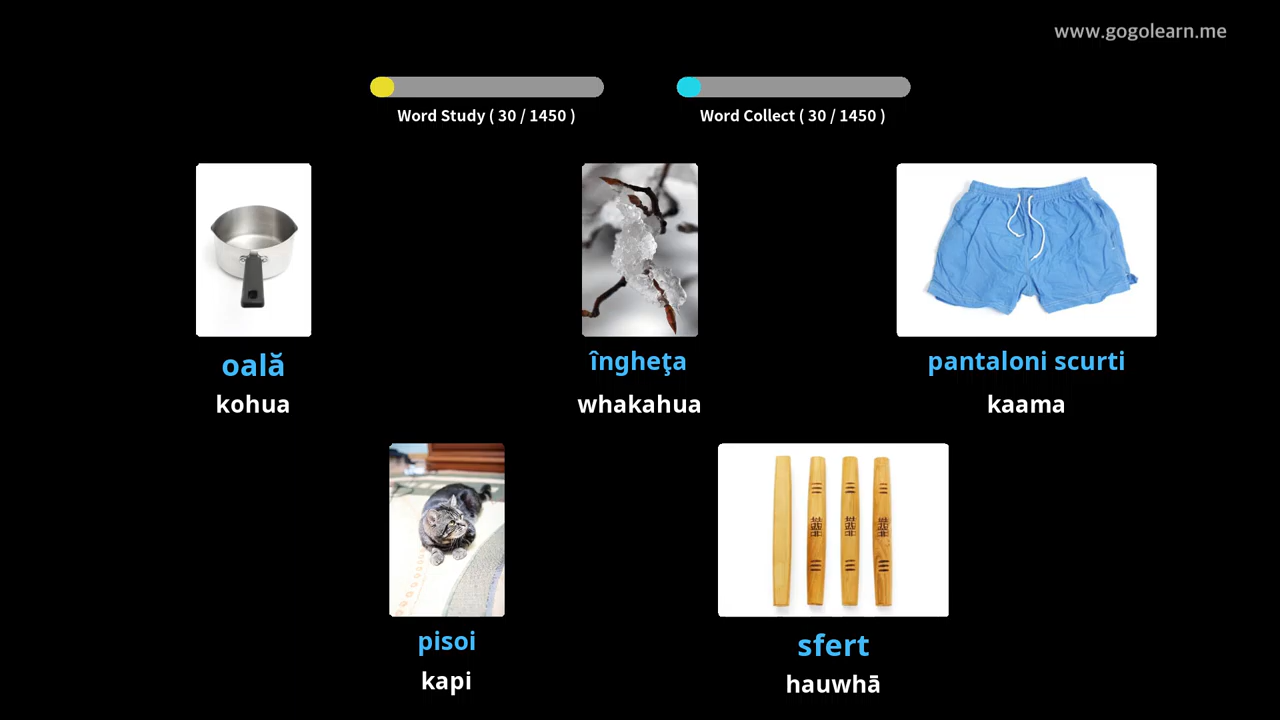 www.gogolearn.me
Word Study ( 30 / 1450 )
Word Collect ( 30 / 1450 )
oală
kohua
îngheţa
whakahua
pantaloni scurti
kaama
pisoi
kapi
sfert
hauwhā